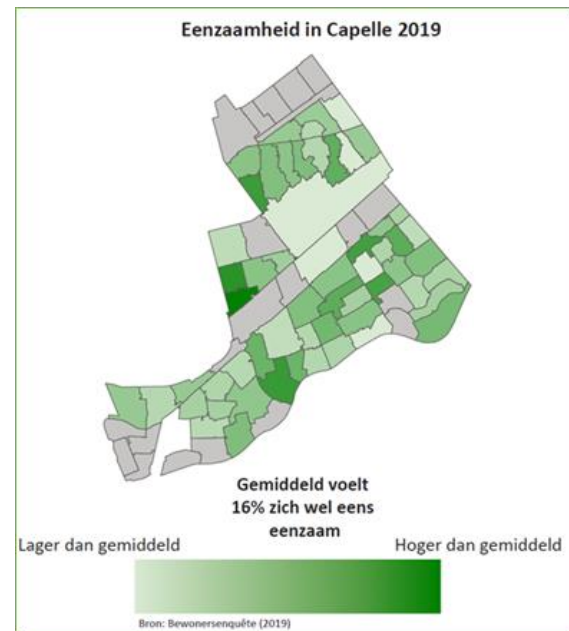 Eenzaamheid in Capelle 2019
Gemiddeld voelt
16% zich wel eens
eenzaam
Lager dan gemiddeld
Hoger dan gemiddeld
Bron: Bewonersenquête (2019)